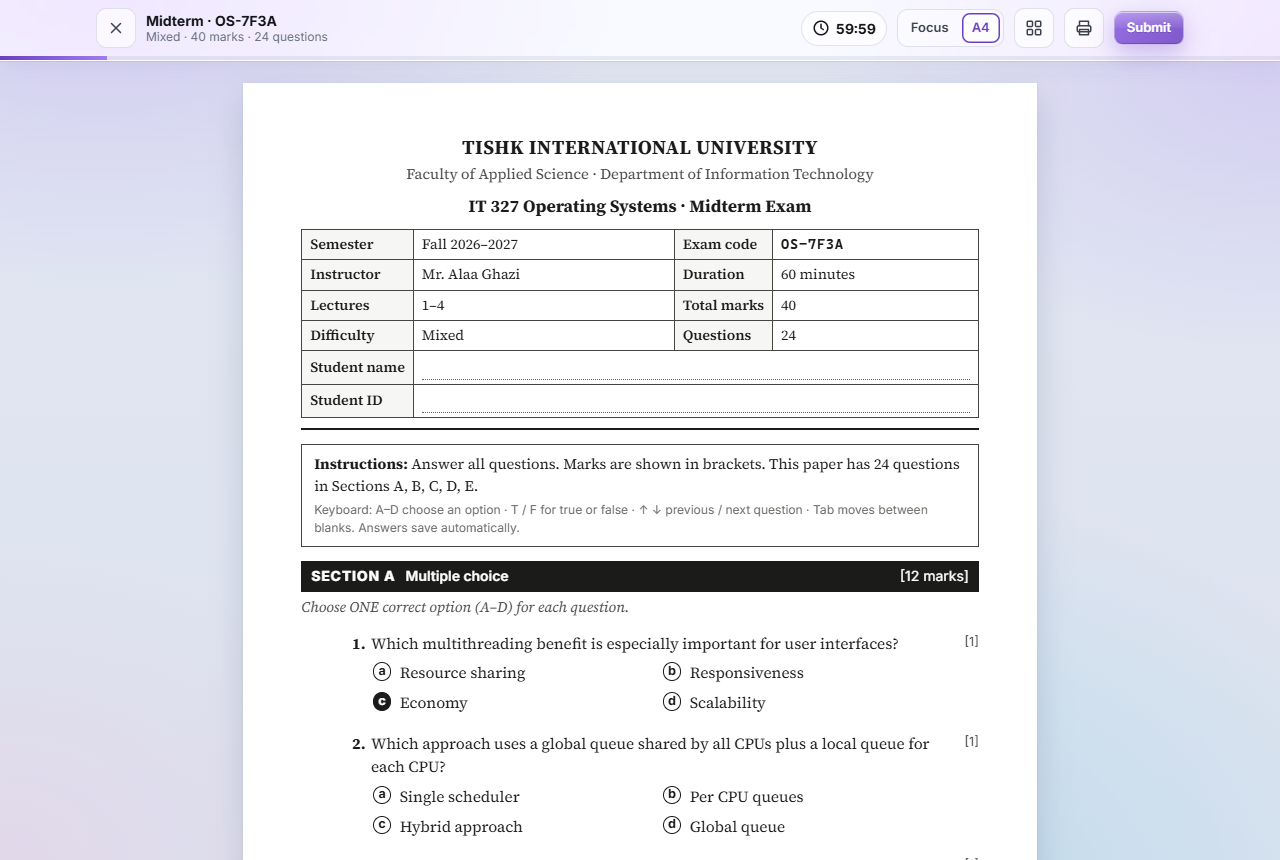 Midterm · OS-7F3A
Mixed · 40 marks · 24 questions
59:59
Focus
A4
Submit
TISHK INTERNATIONAL UNIVERSITY
Faculty of Applied Science · Department of Information Technology
IT 327 Operating Systems · Midterm Exam
Semester Fall 2026–2027 Exam code OS-7F3A
Instructor Mr. Alaa Ghazi Duration 60 minutes
Lectures 1–4 Total marks 40
Difficulty Mixed Questions 24
Student name
Student ID
Instructions: Answer all questions. Marks are shown in brackets. This paper has 24 questions
in Sections A, B, C, D, E.
Keyboard: A–D choose an option · T / F for true or false · ↑ ↓ previous / next question · Tab moves between
blanks. Answers save automatically.
SECTION A Multiple choice [12 marks]
Choose ONE correct option (A–D) for each question.
1. Which multithreading benefit is especially important for user interfaces? [1]
a Resource sharing b Responsiveness
c Economy d Scalability
2. Which approach uses a global queue shared by all CPUs plus a local queue for [1]
each CPU?
a Single scheduler b Per CPU queues
c Hybrid approach d Global queue